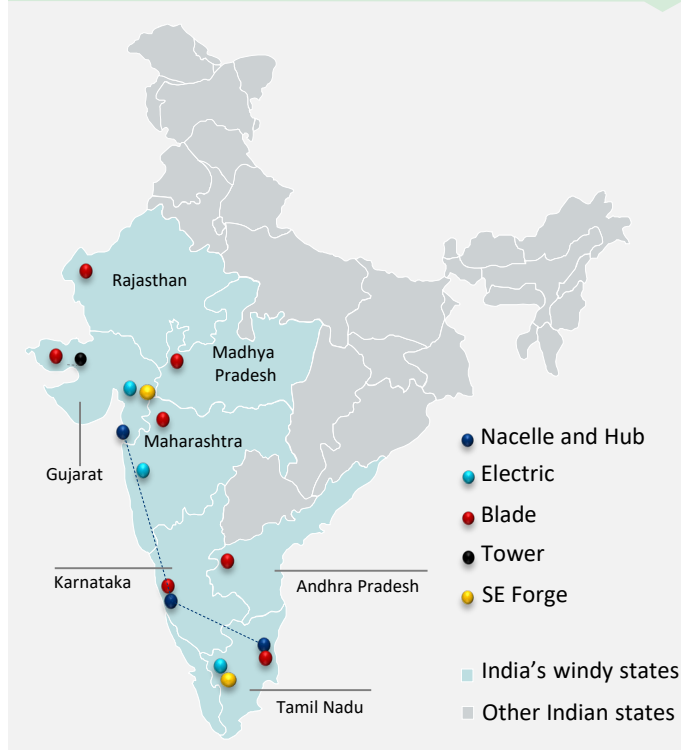 Rajasthan
Madhya
Pradesh
Maharashtra
Gujarat
Karnataka
Andhra Pradesh
Tamil Nadu
Nacelle and Hub
Electric
Blade
Tower
SE Forge
India’s windy states
Other Indian states